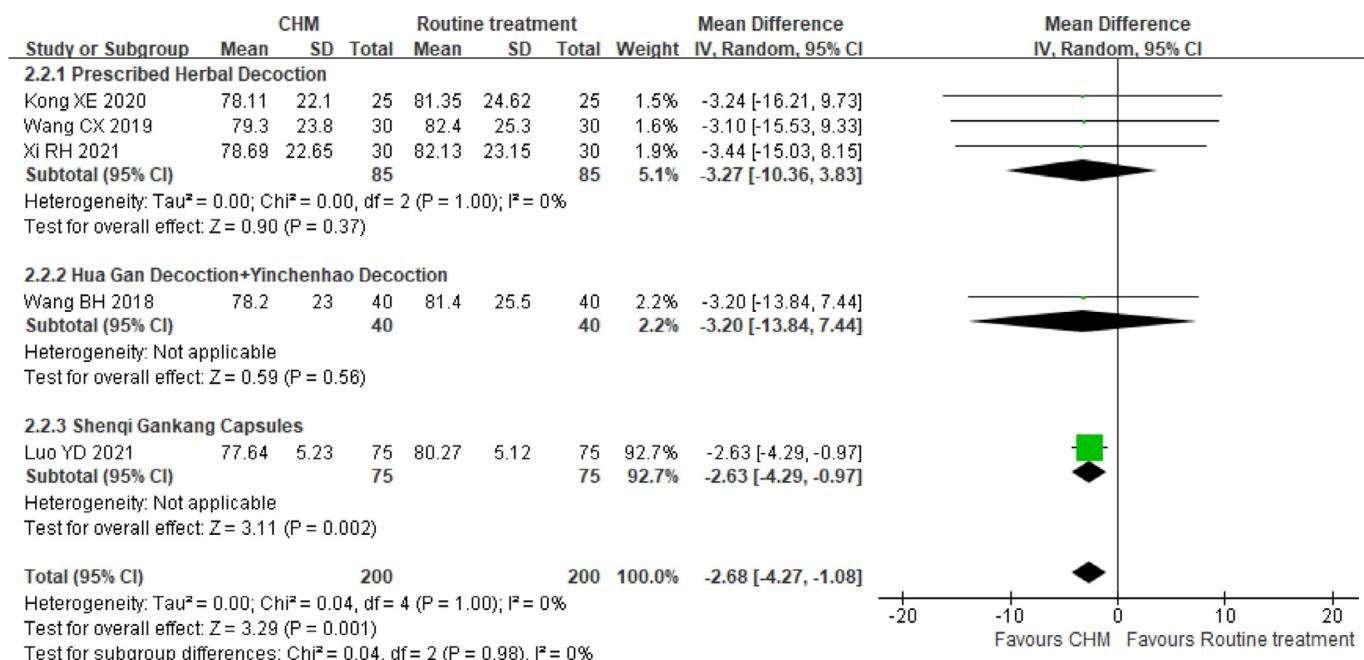 CHM Routine treatment Mean Difference Mean Difference
Study or Subgroup Mean SD Total Mean SD Total Weight IV, Random, 95% CI IV, Random, 95% CI
2.2.1 Prescribed Herbal Decoction
Kong XE 2020 78.11 22.1 25 81.35 24.62 25 1.5% -3.24 [-16.21, 9.73]
Wang CX 2019 79.3 23.8 30 82.4 25.3 30 1.6% -3.10 [-15.53, 9.33]
Xi RH 2021 78.69 22.65 30 82.13 23.15 30 1.9% -3.44 [-15.03, 8.15]
Subtotal (95% CI) 85 85 5.1% -3.27 [-10.36, 3.83]
Heterogeneity: Tau² = 0.00; Chi² = 0.00, df = 2 (P = 1.00); I² = 0%
Test for overall effect: Z = 0.90 (P = 0.37)
2.2.2 Hua Gan Decoction+Yinchenhao Decoction
Wang BH 2018 78.2 23 40 81.4 25.5 40 2.2% -3.20 [-13.84, 7.44]
Subtotal (95% CI) 40 40 2.2% -3.20 [-13.84, 7.44]
Heterogeneity: Not applicable
Test for overall effect: Z = 0.59 (P = 0.56)
2.2.3 Shenqi Gankang Capsules
Luo YD 2021 77.64 5.23 75 80.27 5.12 75 92.7% -2.63 [-4.29, -0.97]
Subtotal (95% CI) 75 75 92.7% -2.63 [-4.29, -0.97]
Heterogeneity: Not applicable
Test for overall effect: Z = 3.11 (P = 0.002)
Total (95% CI) 200 200 100.0% -2.68 [-4.27, -1.08]
Heterogeneity: Tau² = 0.00; Chi² = 0.04, df = 4 (P = 1.00); I² = 0%
Test for overall effect: Z = 3.29 (P = 0.001)
Test for subgroup differences: Chi² = 0.04, df = 2 (P = 0.98), I² = 0%
-20 -10 0 10 20
Favours CHM Favours Routine treatment